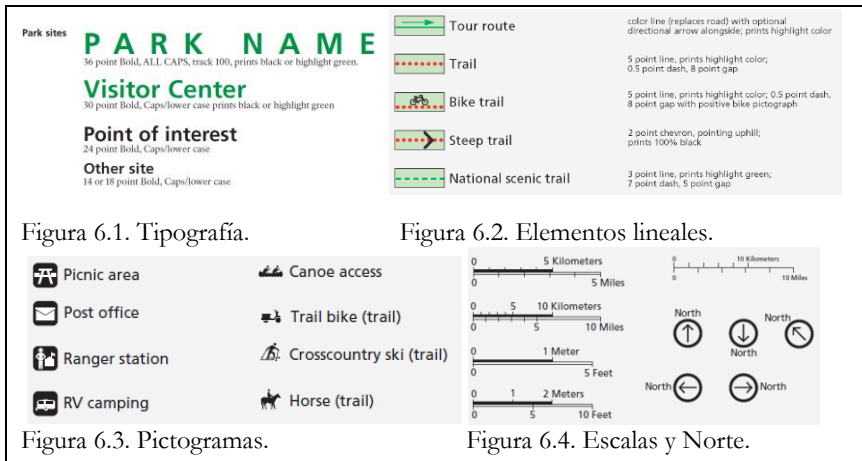 Park sites
PARK NAME
36 point Bold, ALL CAPS, track 100, prints black or highlight green.
Visitor Center
30 point Bold, Caps/lower case prints black or highlight green
Point of interest
24 point Bold, Caps/lower case
Other site
14 or 18 point Bold, Caps/lower case
Tour route
color line (replaces road) with optional
directional arrow alongside; prints highlight color
Trail
5 point line, prints highlight color;
0.5 point dash, 8 point gap
Bike trail
5 point line, prints highlight color; 0.5 point dash,
8 point gap with positive bike pictograph
Steep trail
2 point chevron, pointing uphill;
prints 100% black
National scenic trail
3 point line, prints highlight green;
7 point dash, 5 point gap
Figura 6.1. Tipografía.
Figura 6.2. Elementos lineales.
Picnic area
Post office
Ranger station
RV camping
Canoe access
Trail bike (trail)
Crosscountry ski (trail)
Horse (trail)
0 5 Kilometers
0 5 Miles
0 5 10 Kilometers
0 5 10 Miles
0 1 Meter
0 5 Feet
0 1 2 Meters
0 5 10 Feet
0 10 Kilometers
0 10 Miles
North
North
North
North
North
Figura 6.3. Pictogramas.
Figura 6.4. Escalas y Norte.